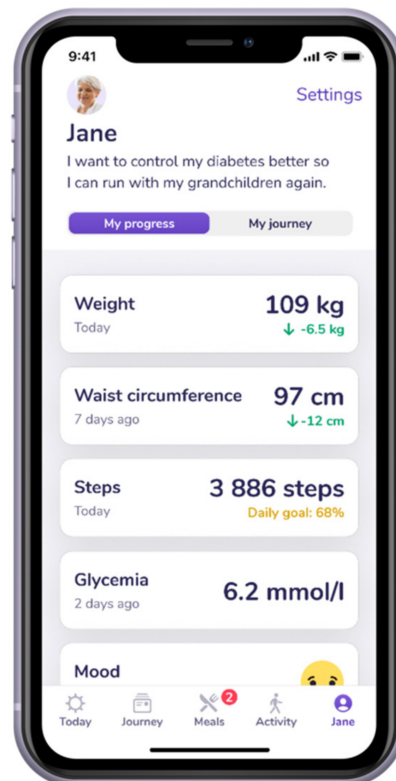 9:41
Settings
Jane
I want to control my diabetes better so
I can run with my grandchildren again.
My progress
My journey
Weight
109 kg
Today
↓ -6.5 kg
Waist circumference
97 cm
7 days ago
↓-12 cm
Steps
3 886 steps
Today
Daily goal: 68%
Glycemia
6.2 mmol/l
2 days ago
Mood
2
Today
Journey
Meals
Activity
Jane